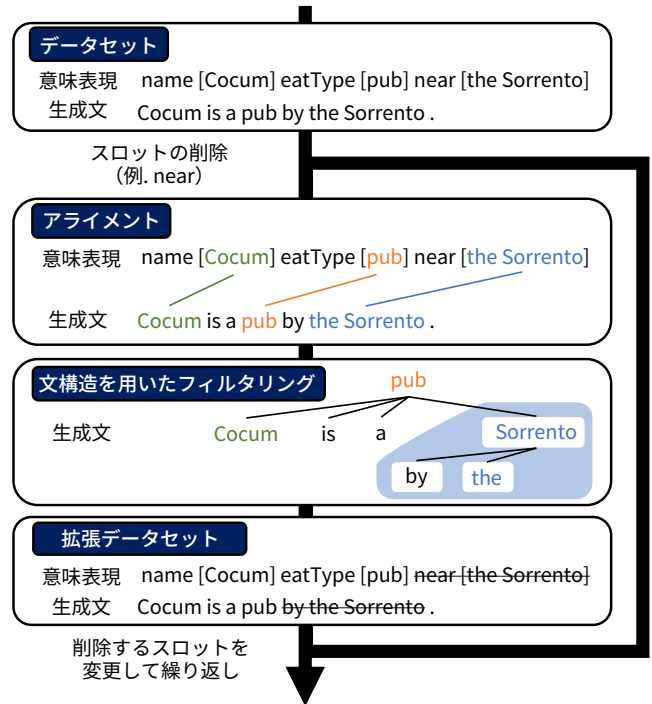 データセット
意味表現 name [Cocum] eatType [pub] near [the Sorrento]
生成文 Cocum is a pub by the Sorrento .
スロットの削除
（例. near）
アライメント
意味表現 name [Cocum] eatType [pub] near [the Sorrento]
生成文 Cocum is a pub by the Sorrento .
文構造を用いたフィルタリング
pub
生成文 Cocum is a Sorrento
by the
拡張データセット
意味表現 name [Cocum] eatType [pub] near [the Sorrento]
生成文 Cocum is a pub by the Sorrento .
削除するスロットを
変更して繰り返し